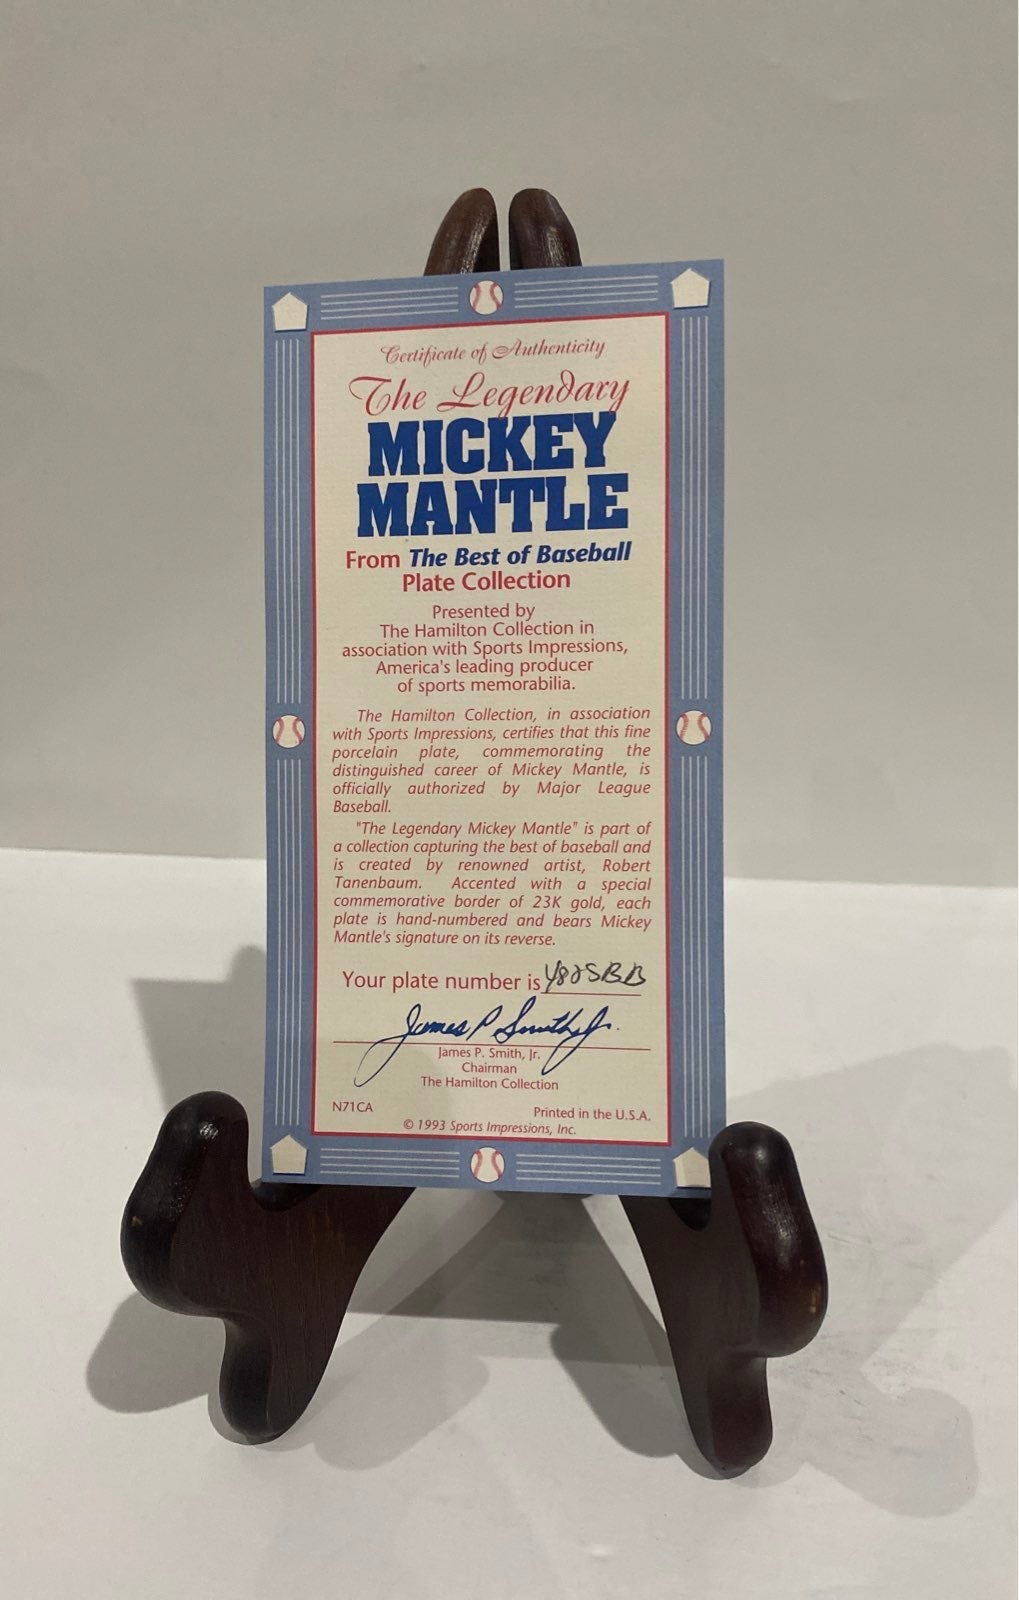 Certificate of Authenticity
The Legendary
MICKEY
MANTLE
From The Best of Baseball
Plate Collection
Presented by
The Hamilton Collection in
association with Sports Impressions,
America's leading producer
of sports memorabilia.
The Hamilton Collection, in association
with Sports Impressions, certifies that this fine
porcelain plate, commemorating the
distinguished career of Mickey Mantle, is
officially authorized by Major League
Baseball.
"The Legendary Mickey Mantle" is part of
a collection capturing the best of baseball and
is created by renowned artist, Robert
Tanenbaum. Accented with a special
commemorative border of 23K gold, each
plate is hand-numbered and bears Mickey
Mantle's signature on its reverse.
Your plate number is
James P Smith Jr.
James P. Smith, Jr.
Chairman
The Hamilton Collection
N71CA
Printed in the U.S.A.
© 1993 Sports Impressions, Inc.